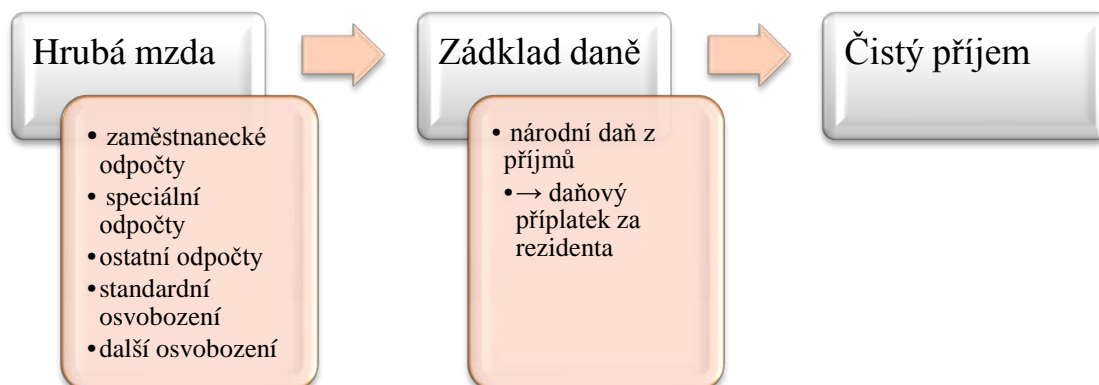 Hrubá mzda
• zaměstnanecké
odpočty
• speciální
odpočty
•ostatní odpočty
•standardní
osvobození
•další osvobození
Zádklad daně
• národní daň z
příjmů
•→ daňový
příplatek za
rezidenta
Čistý příjem